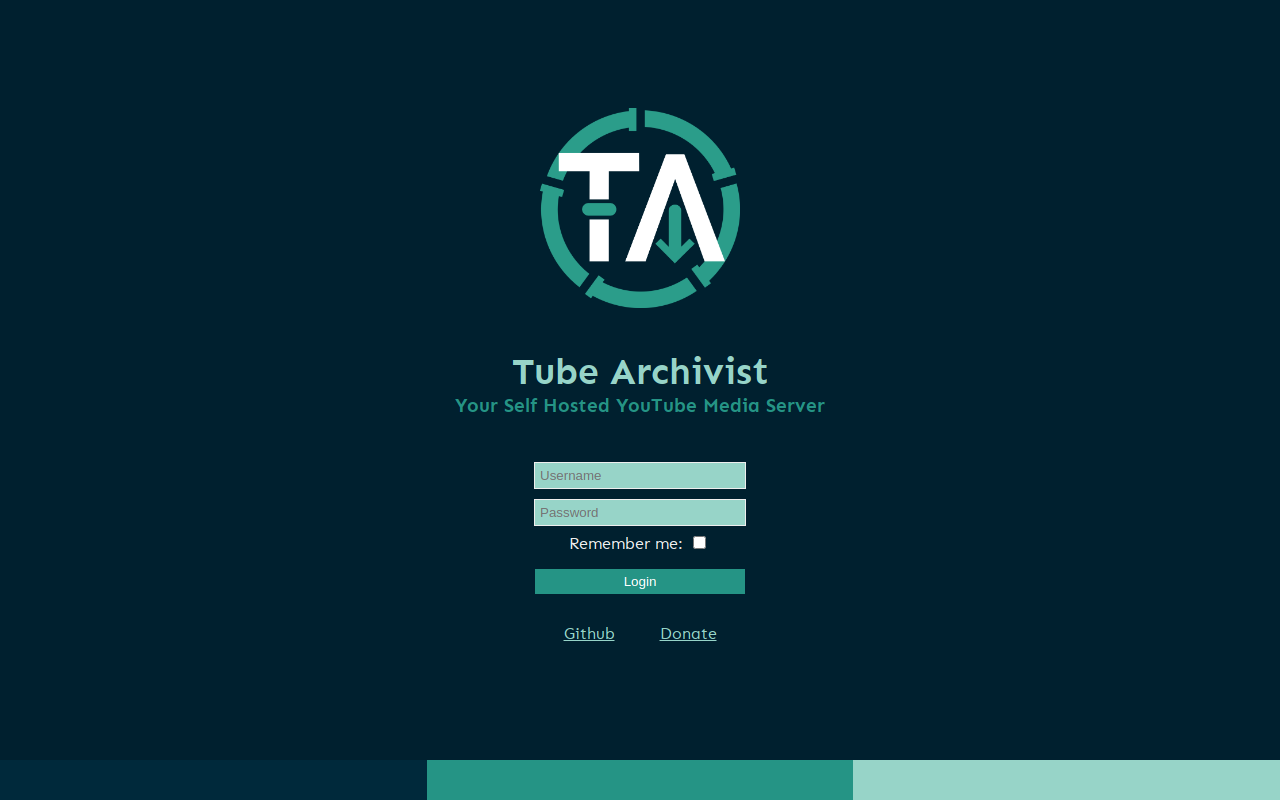 TA
Tube Archivist
Your Self Hosted YouTube Media Server
Username
Password
Remember me:
Login
Github Donate